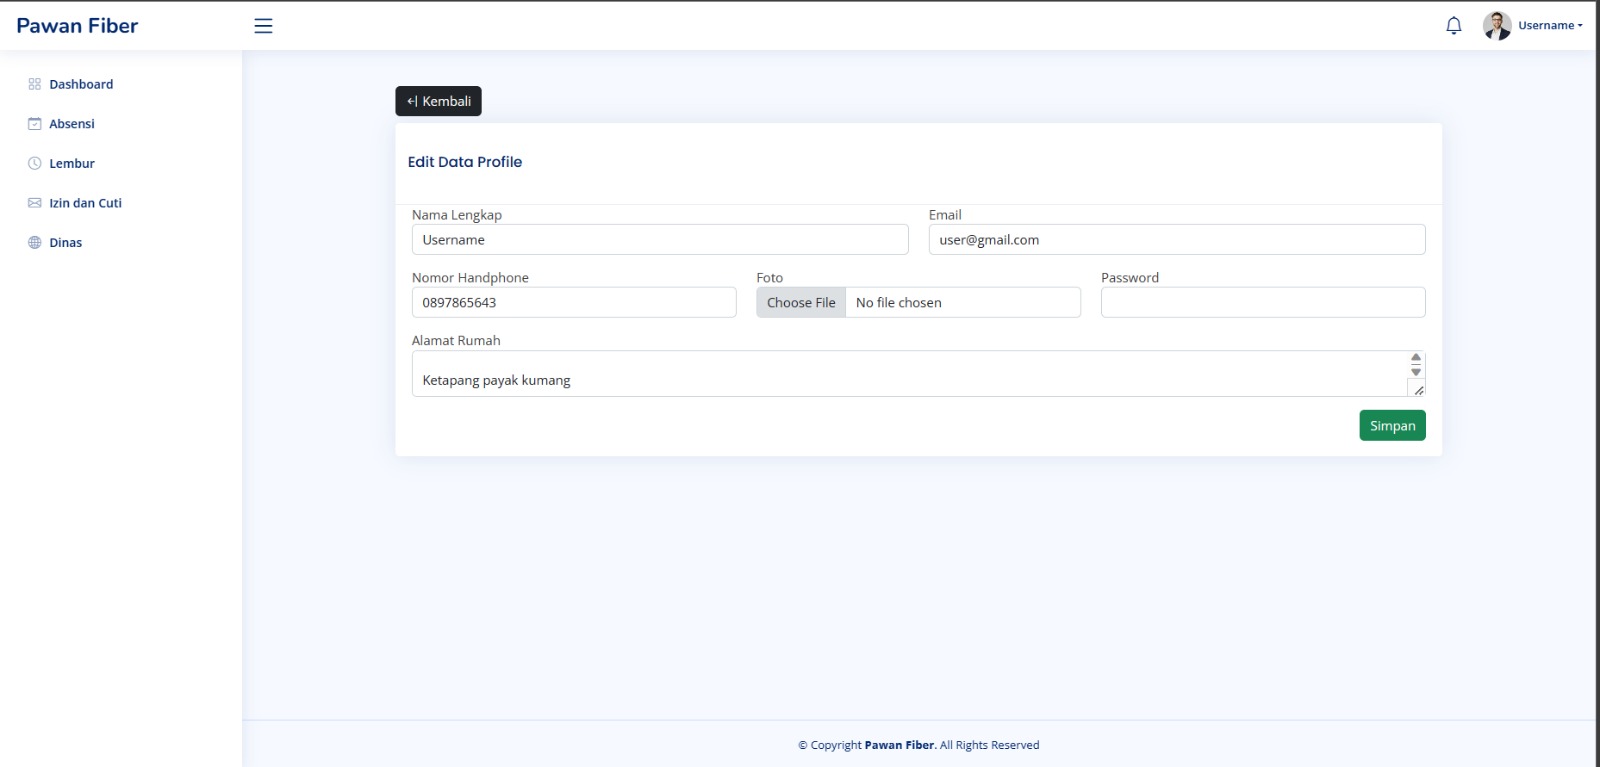 Pawan Fiber
Username
Dashboard
Absensi
Lembur
Izin dan Cuti
Dinas
Kembali
Edit Data Profile
Nama Lengkap
Email
Username
user@gmail.com
Nomor Handphone
Foto
Password
0897865643
Choose File
No file chosen
Alamat Rumah
Ketapang payak kumang
Simpan
© Copyright Pawan Fiber. All Rights Reserved